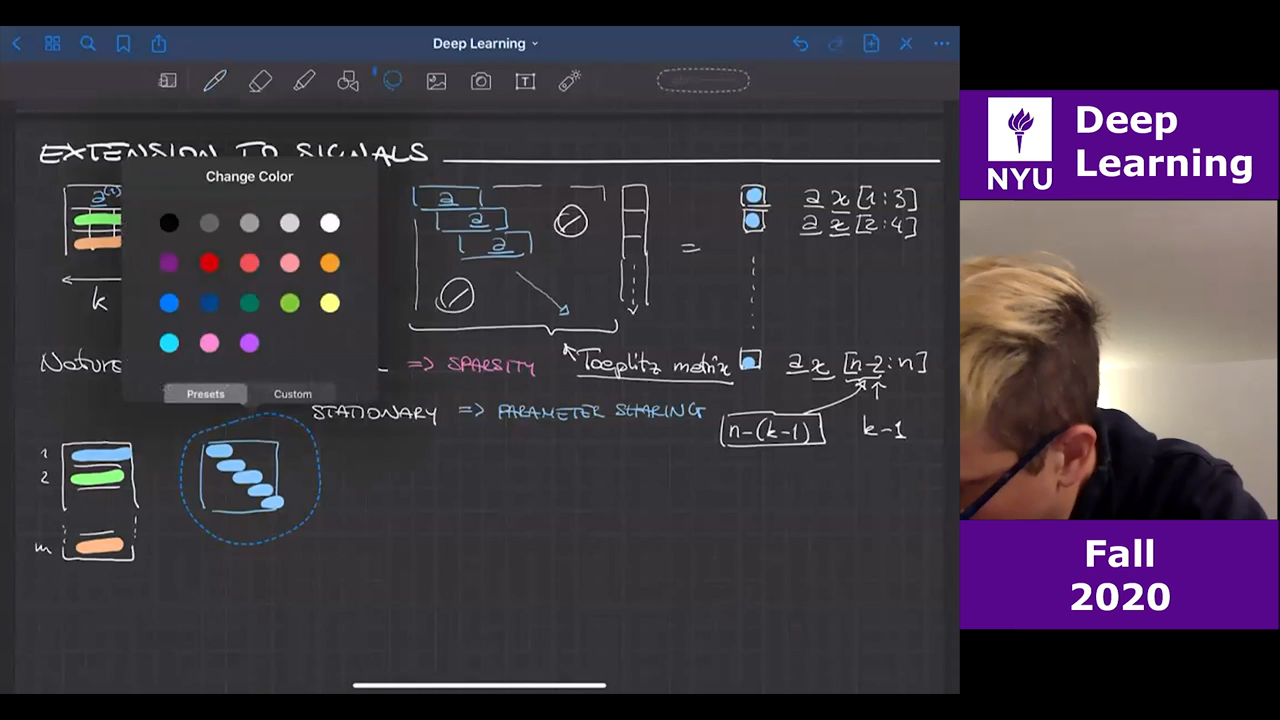 Deep Learning
T
EXTENSION TO SIGNALS
Change Color
a a x [1:3]
a = a x [2:4]
a
k
Presets Custom
=> SPARSITY Toeplitz matrix a x [n-2:n]
STATIONARY => PARAMETER SHARING n-(k-1) k-1
1
2
m
NYU
Deep
Learning
Fall
2020